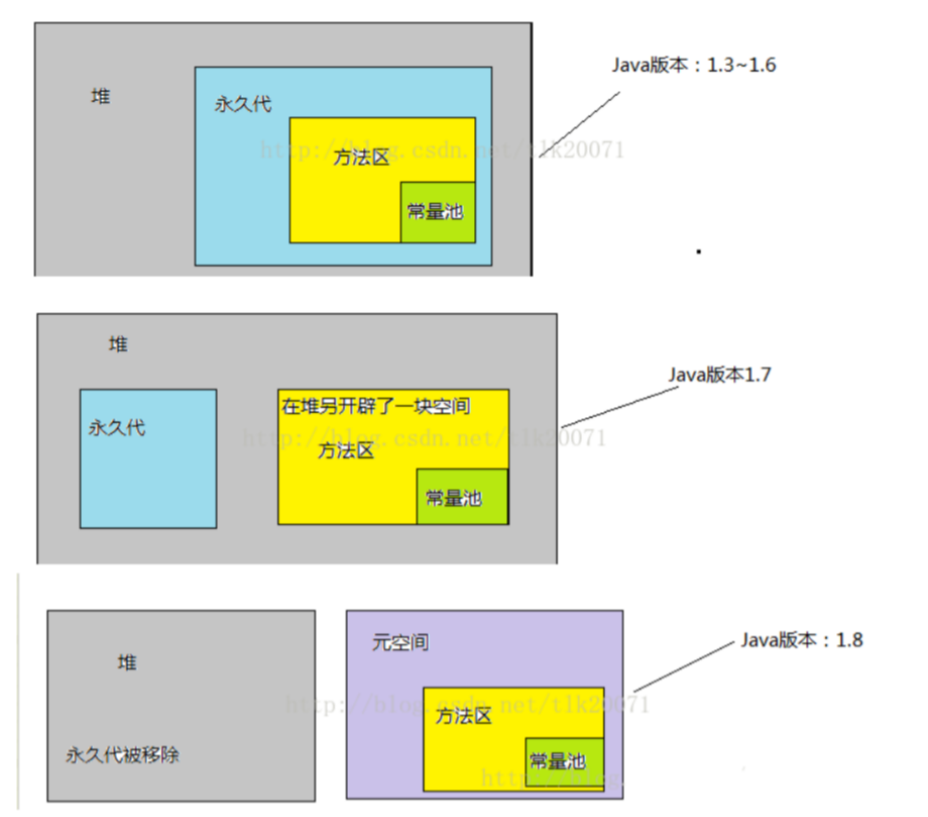 堆
永久代
方法区
常量池
Java版本：1.3~1.6
http://blog.csdn.net/tlk20071
堆
永久代
在堆另开辟了一块空间
方法区
常量池
Java版本1.7
http://blog.csdn.net/tlk20071
堆
永久代被移除
元空间
方法区
常量池
Java版本：1.8
http://blog.csdn.net/tlk20071
http://blog.